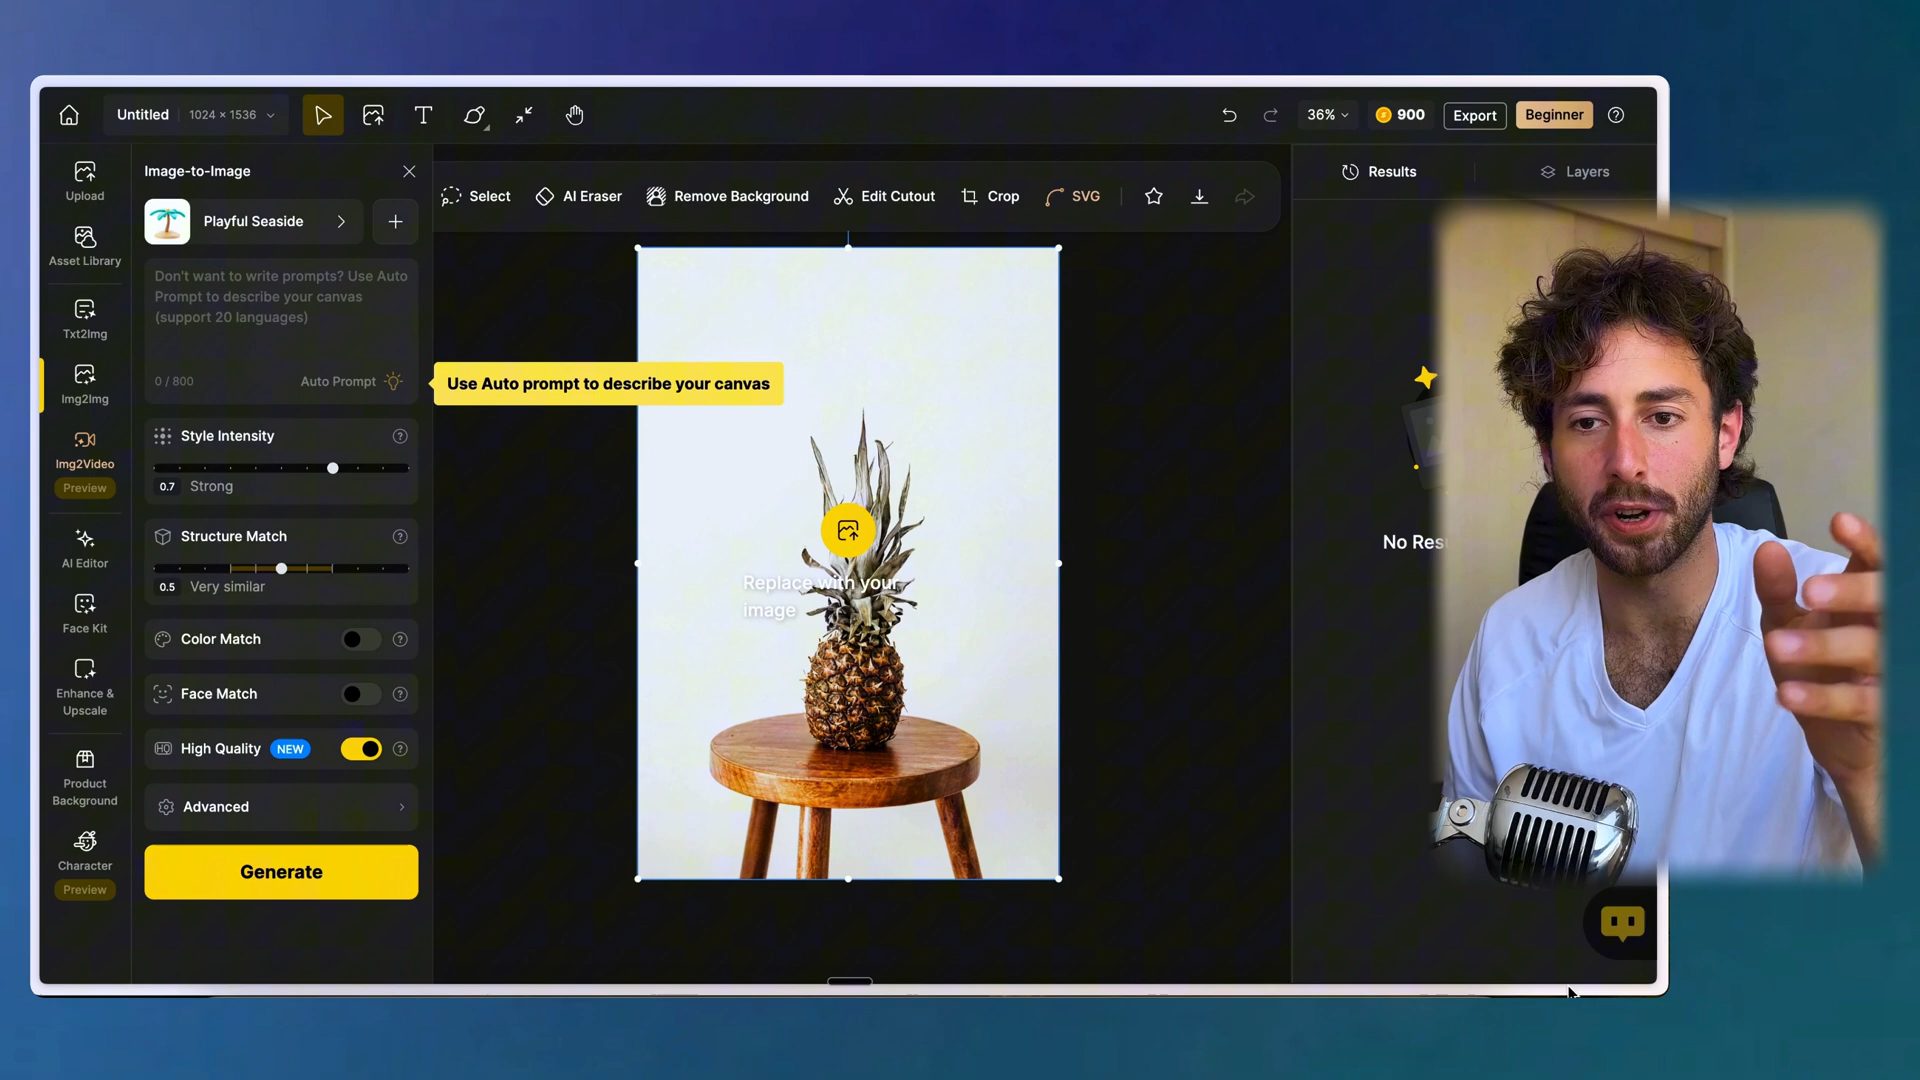 Untitled 1024 × 1536
36% 900 Export Beginner
Upload
Asset Library
Txt2Img
Img2Img
Img2Video
Preview
AI Editor
Face Kit
Enhance &
Upscale
Product
Background
Character
Preview
Image-to-Image
Playful Seaside
Don't want to write prompts? Use Auto
Prompt to describe your canvas
(support 20 languages)
0 / 800 Auto Prompt
Style Intensity
0.7 Strong
Structure Match
0.5 Very similar
Color Match
Face Match
HQ High Quality NEW
Advanced
Generate
Select AI Eraser Remove Background Edit Cutout Crop SVG
Use Auto prompt to describe your canvas
Replace with your
image
Results Layers
No Res